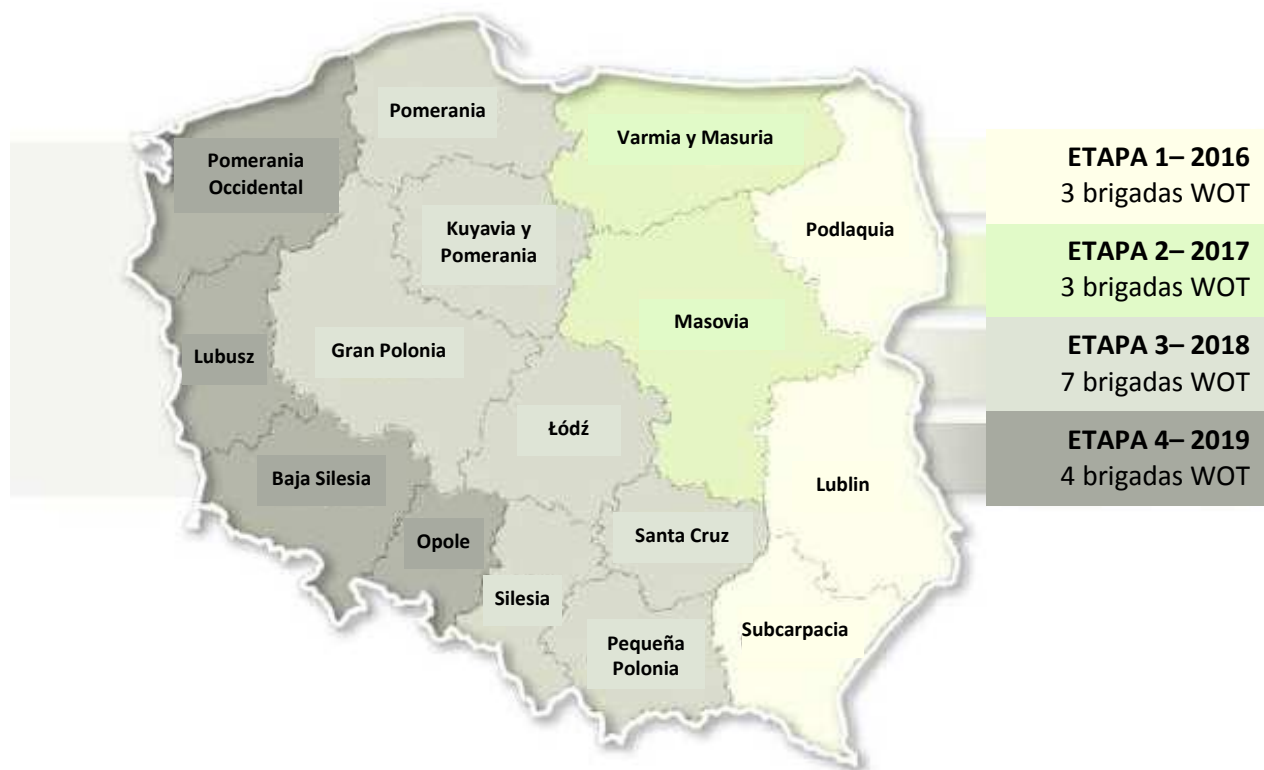 Pomerania
Varmia y Masuria
Pomerania
Occidental
Podlaquia
Kuyavia y
Pomerania
Masovia
Gran Polonia
Lubusz
Łódź
Baja Silesia
Lublin
Santa Cruz
Opole
Silesia
Subcarpacia
Pequeña
Polonia
ETAPA 1– 2016
3 brigadas WOT
ETAPA 2– 2017
3 brigadas WOT
ETAPA 3– 2018
7 brigadas WOT
ETAPA 4– 2019
4 brigadas WOT